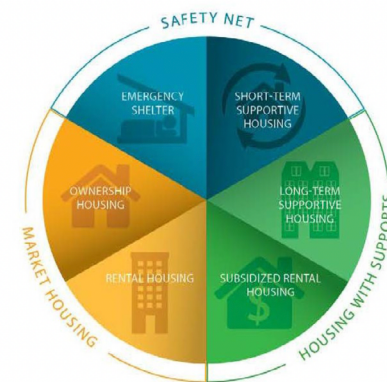 SAFETY NET
EMERGENCY
SHELTER
SHORT-TERM
SUPPORTIVE
HOUSING
OWNERSHIP
HOUSING
LONG-TERM
SUPPORTIVE
HOUSING
RENTAL HOUSING
SUBSIDIZED RENTAL
HOUSING
$
MARKET HOUSING
HOUSING WITH SUPPORTS